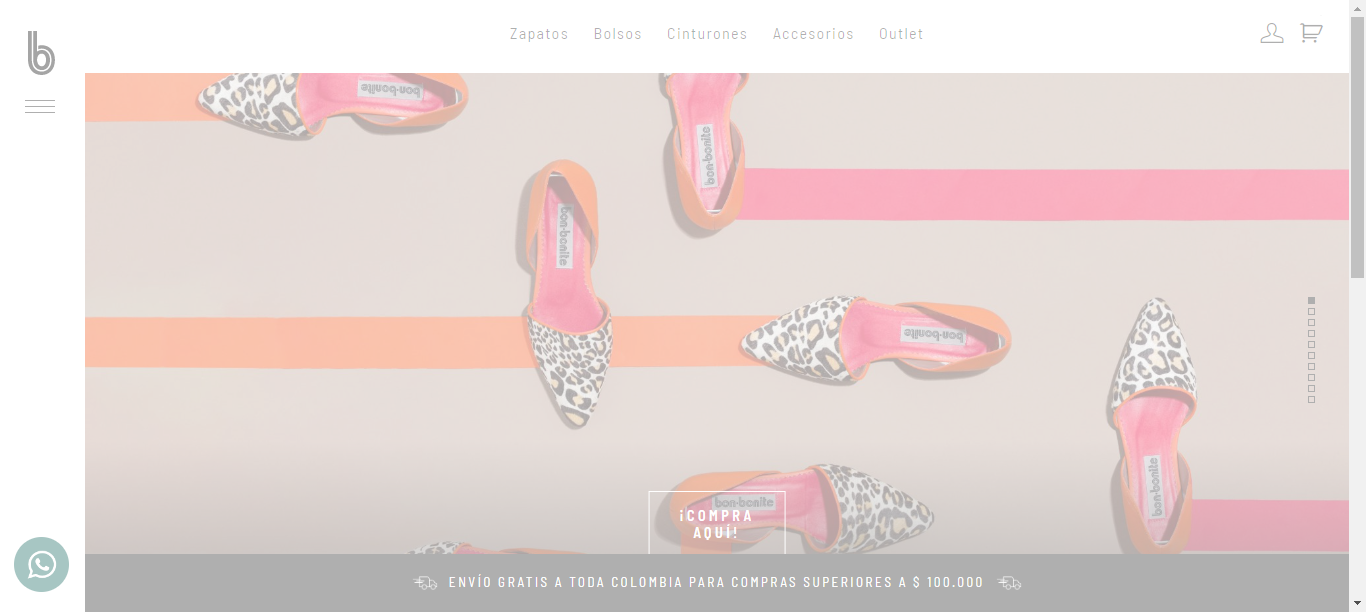 b
Zapatos Bolsos Cinturones Accesorios Outlet
bon-bonite
bon-bonite
bon-bonite
bon-bonite
bon-bonite
bon-bonite
¡COMPRA
AQUÍ!
ENVÍO GRATIS A TODA COLOMBIA PARA COMPRAS SUPERIORES A $ 100.000